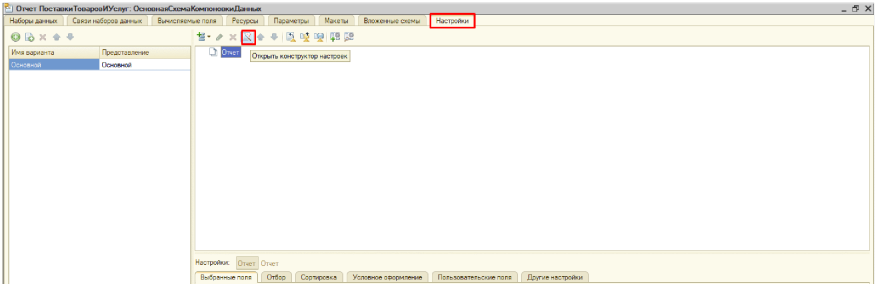 Отчет ПоставкиТоваровИУслуг: ОсновнаяСхемаКомпоновкиДанных
Наборы данных Связи наборов данных Вычисляемые поля Ресурсы Параметры Макеты Вложенные схемы Настройки
Имя варианта Представление
Основной Основной
Отчет
Открыть конструктор настроек
Настройки: Отчет Отчет
Выбранные поля Отбор Сортировка Условное оформление Пользовательские поля Другие настройки